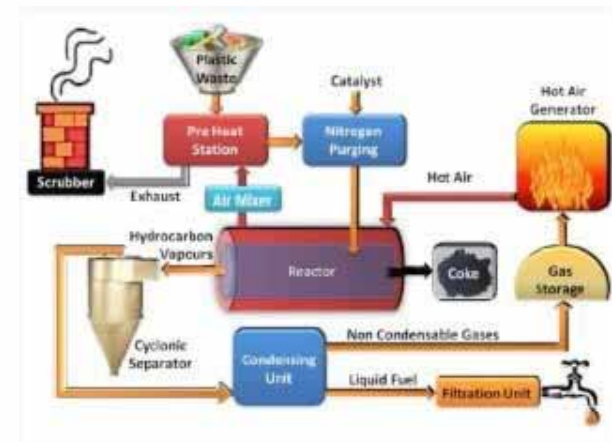 Plastic
Waste
Catalyst
Hot Air
Generator
Pre Heat
Station
Nitrogen
Purging
Scrubber
Exhaust
Air Mixer
Hot Air
Hydrocarbon
Vapours
Reactor
Coke
Gas
Storage
Cyclonic
Separator
Non Condensable Gases
Condensing
Unit
Liquid Fuel
Filtration Unit